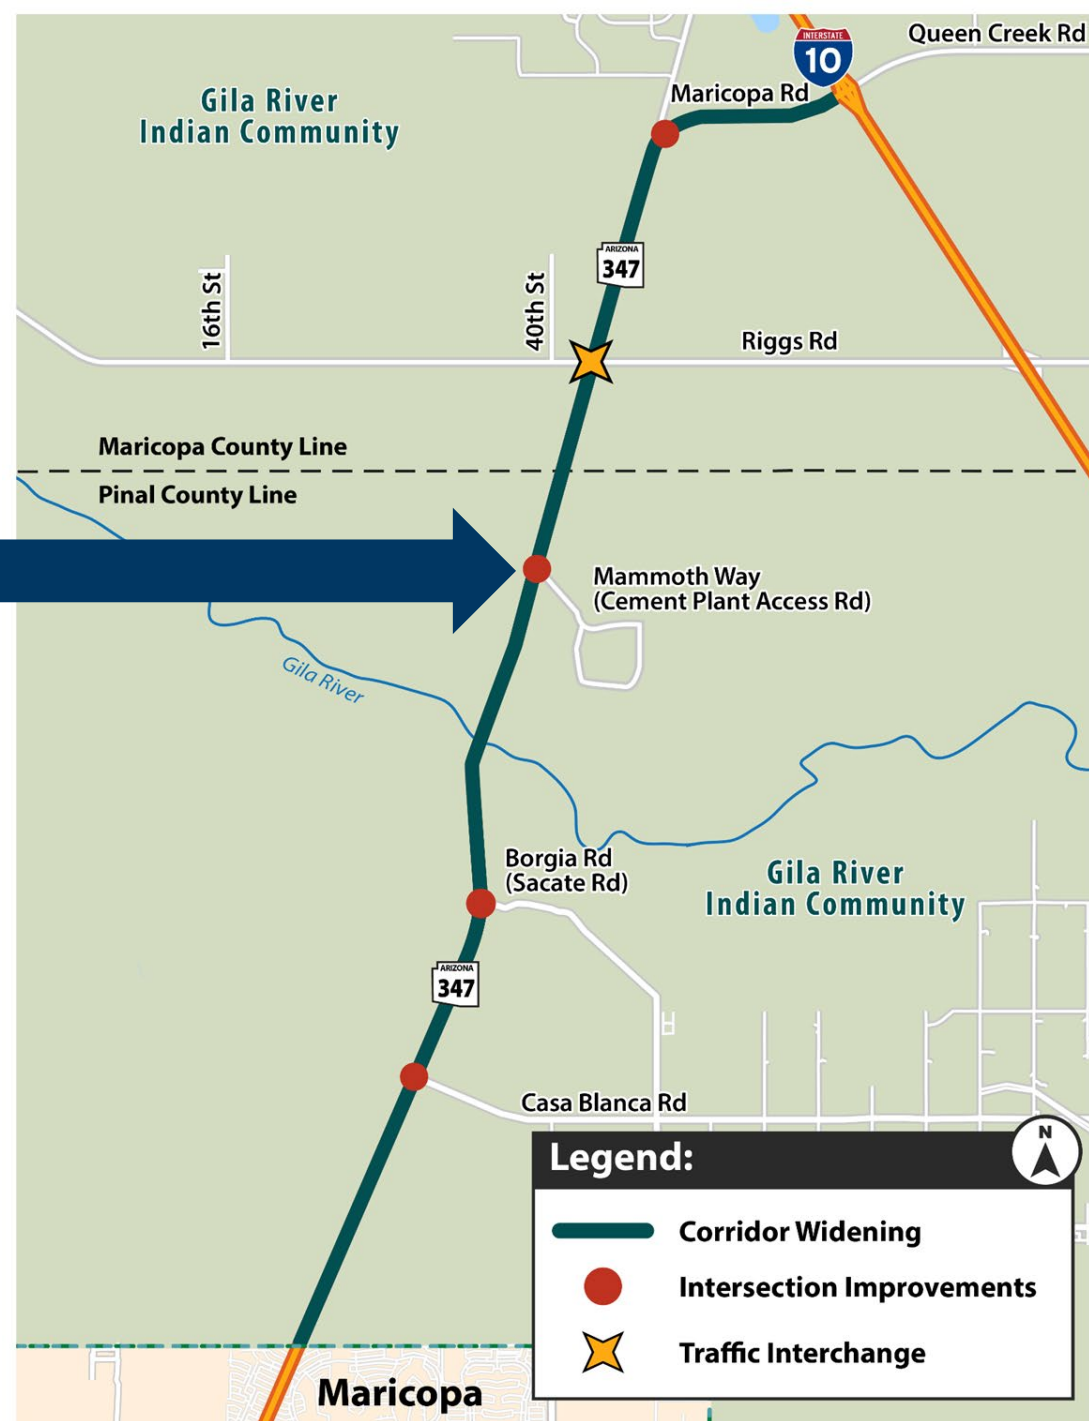 INTERSTATE
10
Queen Creek Rd
Maricopa Rd
Gila River
Indian Community
ARIZONA
347
16th St
40th St
Riggs Rd
Maricopa County Line
Pinal County Line
Mammoth Way
(Cement Plant Access Rd)
Gila River
Borgia Rd
(Sacate Rd)
Gila River
Indian Community
ARIZONA
347
Casa Blanca Rd
N
Legend:
Corridor Widening
Intersection Improvements
Traffic Interchange
Maricopa